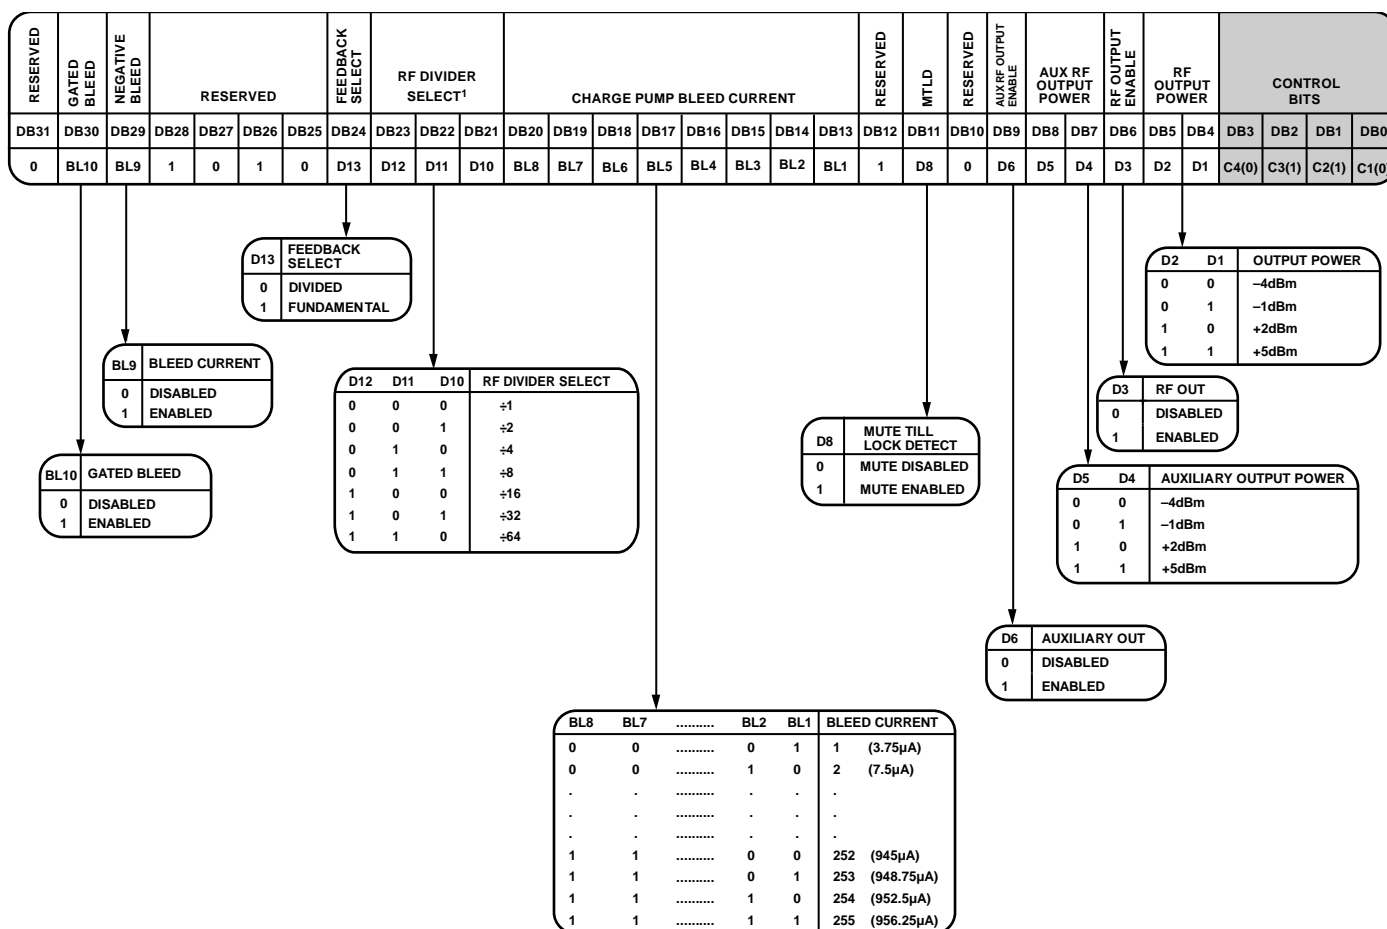 RESERVED
GATED BLEED
NEGATIVE BLEED
RESERVED
FEEDBACK SELECT
RF DIVIDER SELECT1
CHARGE PUMP BLEED CURRENT
RESERVED
MTLD
RESERVED
AUX RF OUTPUT ENABLE
AUX RF OUTPUT POWER
RF OUTPUT ENABLE
RF OUTPUT POWER
CONTROL BITS
DB31 DB30 DB29 DB28 DB27 DB26 DB25 DB24 DB23 DB22 DB21 DB20 DB19 DB18 DB17 DB16 DB15 DB14 DB13 DB12 DB11 DB10 DB9 DB8 DB7 DB6 DB5 DB4 DB3 DB2 DB1 DB0
0 BL10 BL9 1 0 1 0 D13 D12 D11 D10 BL8 BL7 BL6 BL5 BL4 BL3 BL2 BL1 1 D8 0 D6 D5 D4 D3 D2 D1 C4(0) C3(1) C2(1) C1(0)
D13 FEEDBACK SELECT
0 DIVIDED
1 FUNDAMENTAL
D2 D1 OUTPUT POWER
0 0 –4dBm
0 1 –1dBm
1 0 +2dBm
1 1 +5dBm
BL9 BLEED CURRENT
0 DISABLED
1 ENABLED
D12 D11 D10 RF DIVIDER SELECT
0 0 0 ÷1
0 0 1 ÷2
0 1 0 ÷4
0 1 1 ÷8
1 0 0 ÷16
1 0 1 ÷32
1 1 0 ÷64
D3 RF OUT
0 DISABLED
1 ENABLED
D8 MUTE TILL LOCK DETECT
0 MUTE DISABLED
1 MUTE ENABLED
BL10 GATED BLEED
0 DISABLED
1 ENABLED
D5 D4 AUXILIARY OUTPUT POWER
0 0 –4dBm
0 1 –1dBm
1 0 +2dBm
1 1 +5dBm
D6 AUXILIARY OUT
0 DISABLED
1 ENABLED
BL8 BL7 .......... BL2 BL1 BLEED CURRENT
0 0 .......... 0 1 1 (3.75µA)
0 0 .......... 1 0 2 (7.5µA)
. . .......... . . .
. . .......... . . .
. . .......... . . .
1 1 .......... 0 0 252 (945µA)
1 1 .......... 0 1 253 (948.75µA)
1 1 .......... 1 0 254 (952.5µA)
1 1 .......... 1 1 255 (956.25µA)